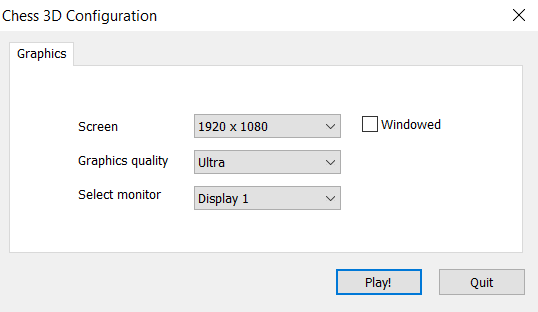 Chess 3D Configuration
Graphics
Screen 1920 x 1080 Windowed
Graphics quality Ultra
Select monitor Display 1
Play! Quit